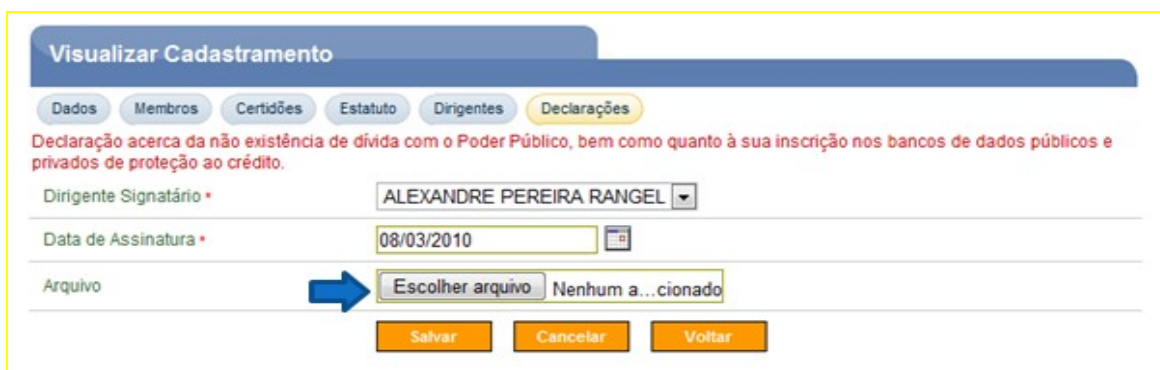 Visualizar Cadastramento
Dados Membros Certidões Estatuto Dirigentes Declarações
Declaração acerca da não existência de dívida com o Poder Público, bem como quanto à sua inscrição nos bancos de dados públicos e
privados de proteção ao crédito.
Dirigente Signatário • ALEXANDRE PEREIRA RANGEL
Data de Assinatura • 08/03/2010
Arquivo Escolher arquivo Nenhum a...cionado
Salvar Cancelar Voltar